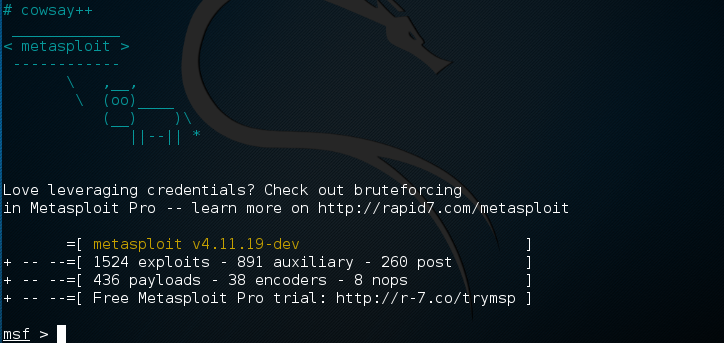 # cowsay++
 ____________
< metasploit >
 ------------
       \   ,__,
        \  (oo)____
           (__)    )\
              ||--|| *
Love leveraging credentials? Check out bruteforcing
in Metasploit Pro -- learn more on http://rapid7.com/metasploit
       =[ metasploit v4.11.19-dev                         ]
+ -- --=[ 1524 exploits - 891 auxiliary - 260 post        ]
+ -- --=[ 436 payloads - 38 encoders - 8 nops             ]
+ -- --=[ Free Metasploit Pro trial: http://r-7.co/trymsp ]
msf >